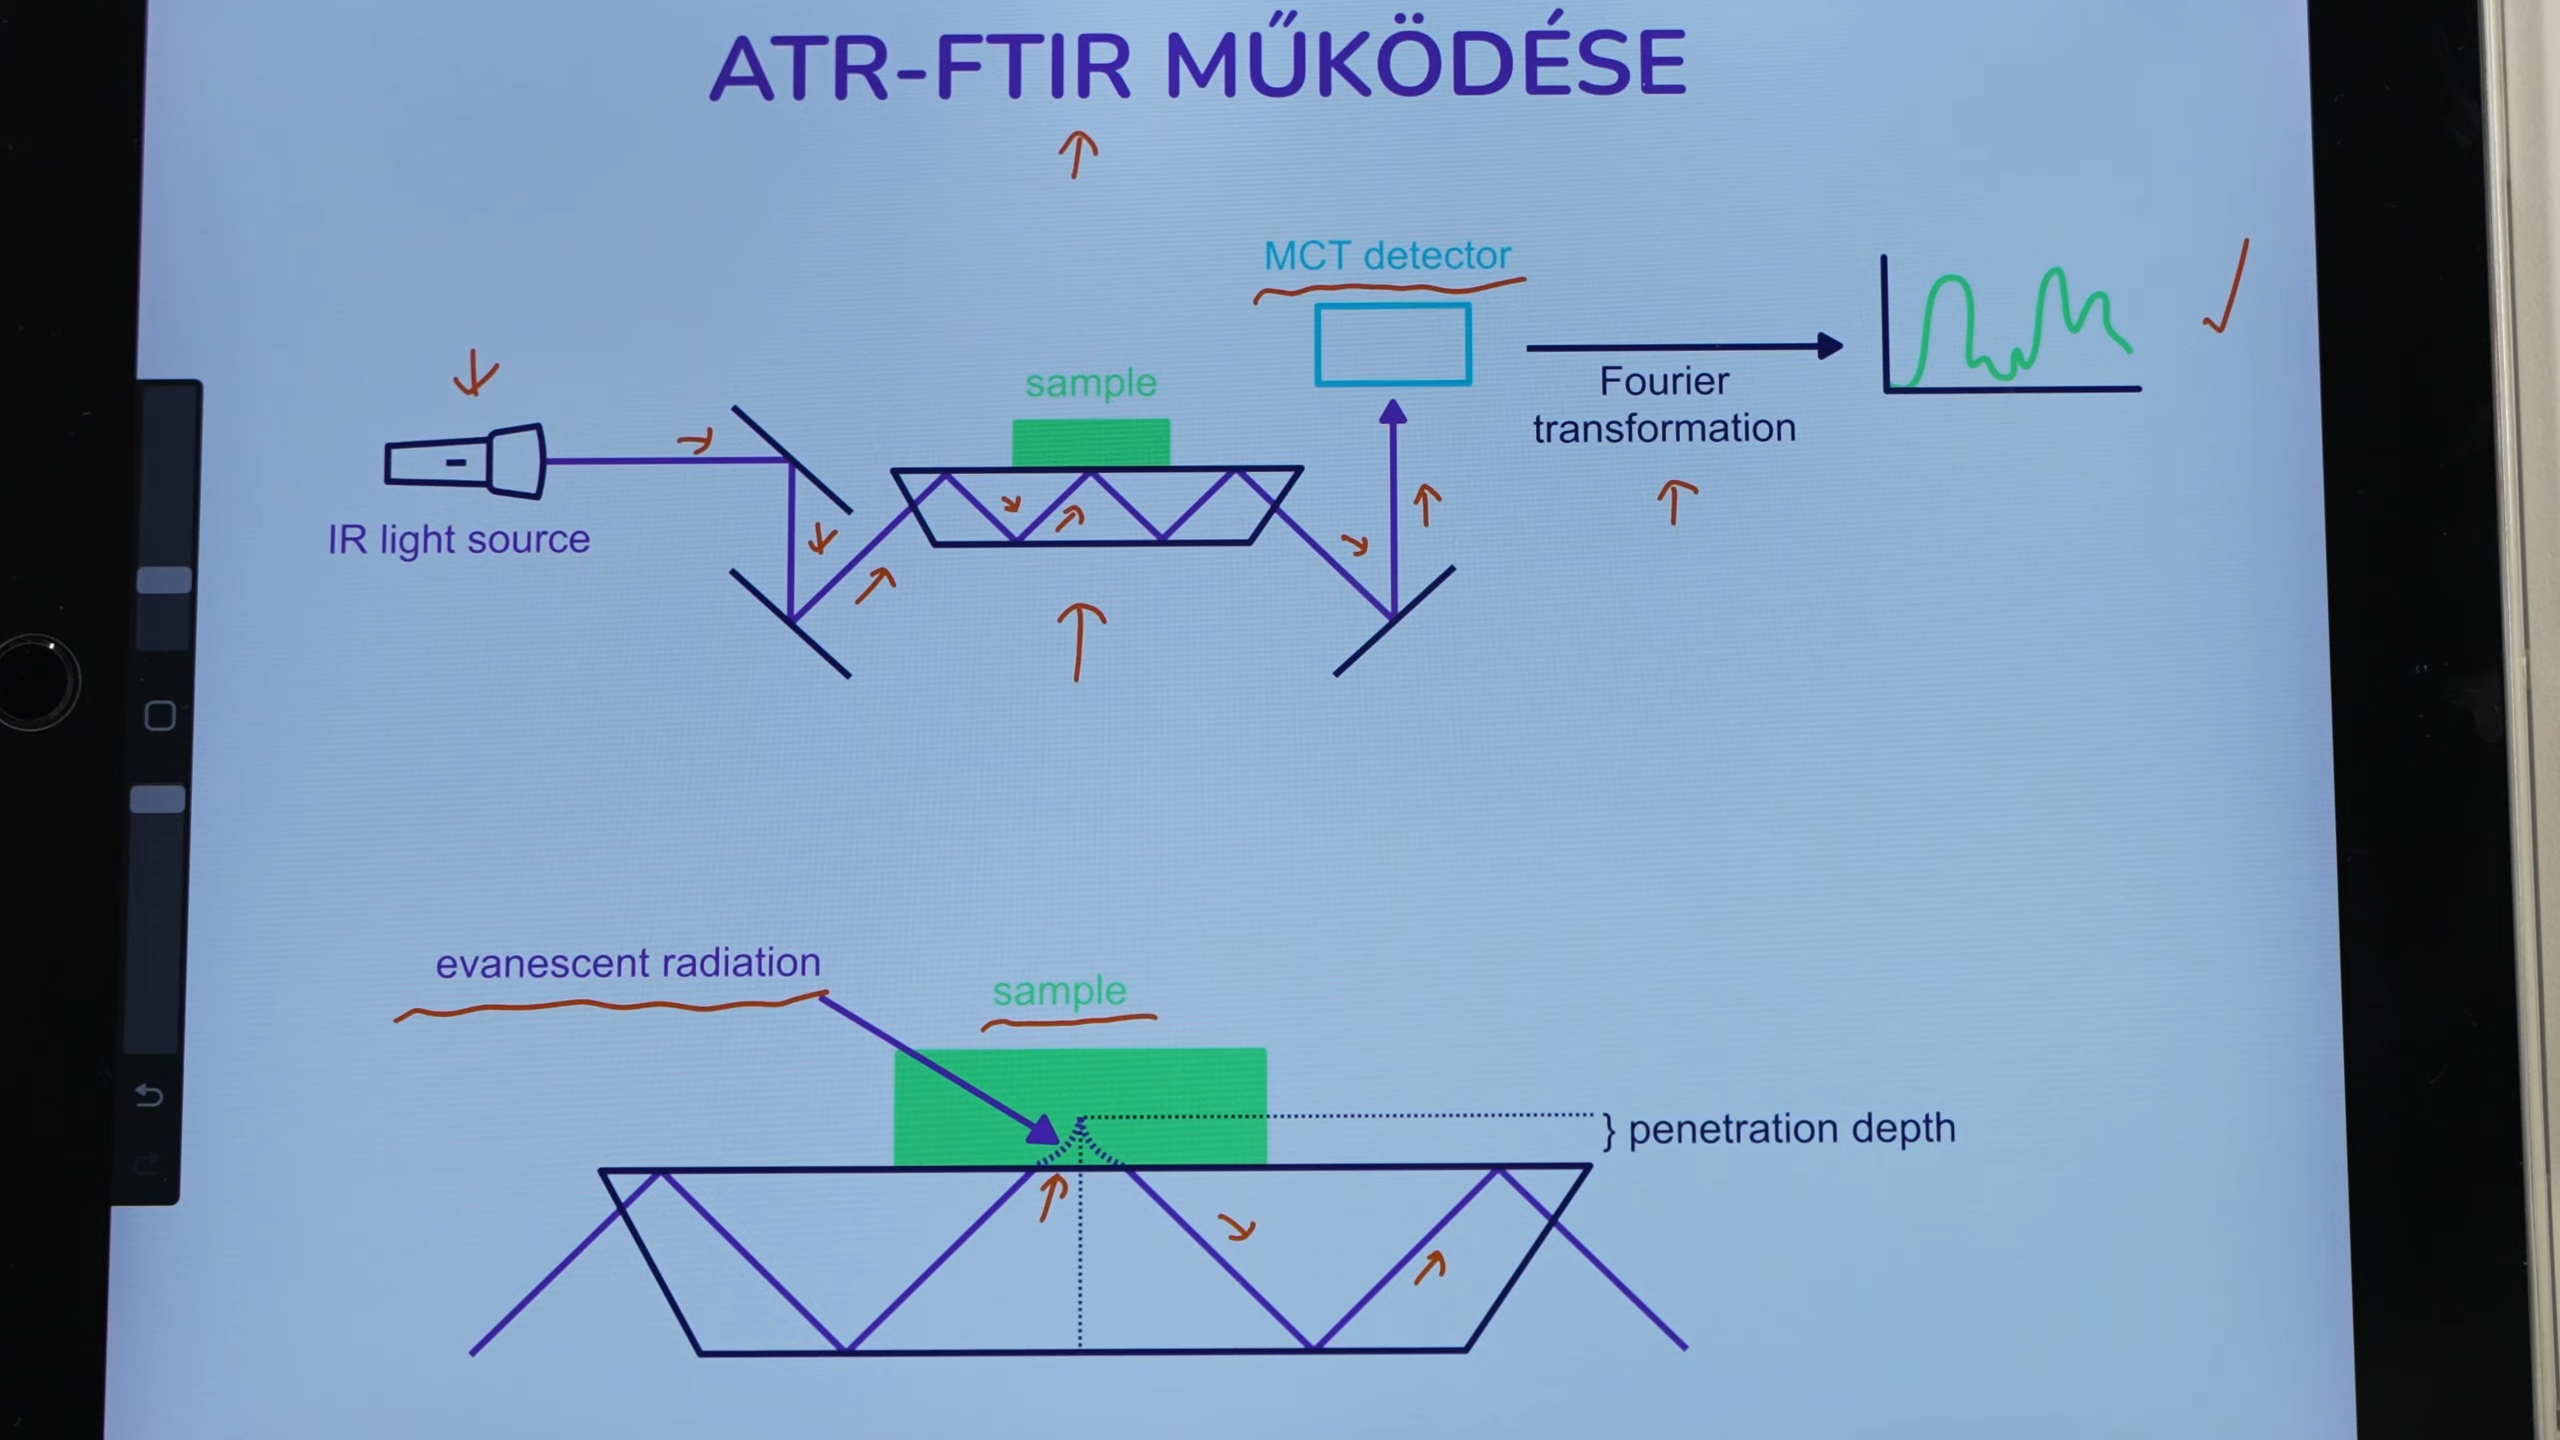 ATR-FTIR MŰKÖDÉSE
MCT detector
sample
Fourier
transformation
IR light source
evanescent radiation
sample
} penetration depth